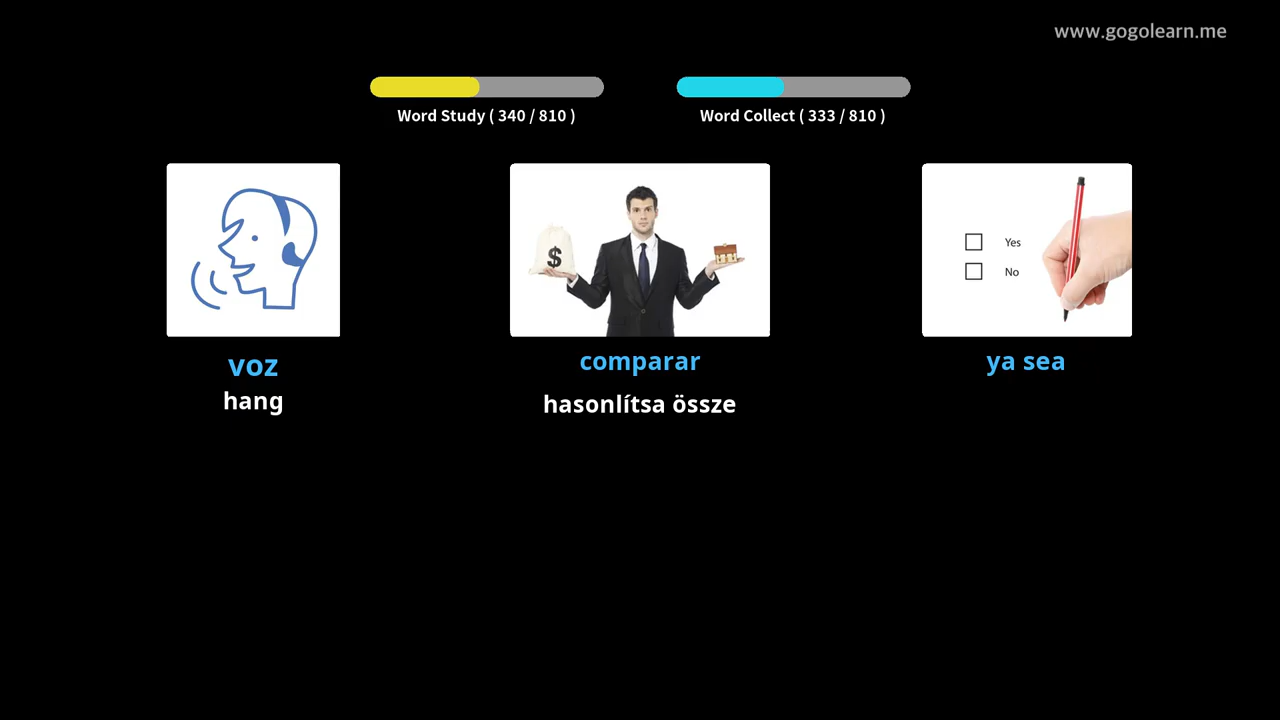 www.gogolearn.me
Word Study ( 340 / 810 )
Word Collect ( 333 / 810 )
$
Yes
No
voz
hang
comparar
hasonlítsa össze
ya sea